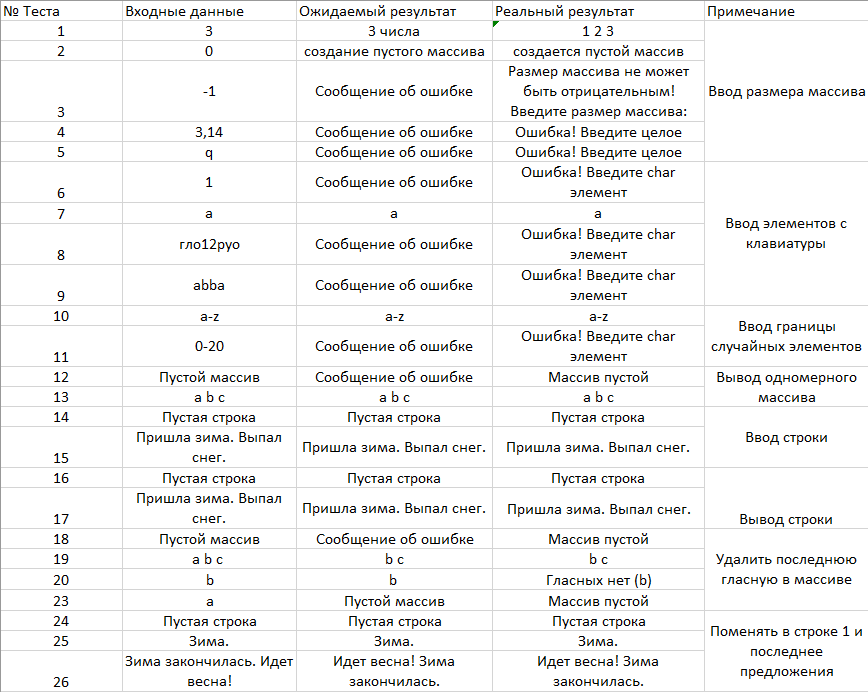 № Теста Входные данные Ожидаемый результат Реальный результат Примечание
1 3 3 числа 1 2 3
2 0 создание пустого массива создается пустой массив
Размер массива не может
-1 Сообщение об ошибке быть отрицательным! Ввод размера массива
3 Введите размер массива:
4 3,14 Сообщение об ошибке Ошибка! Введите целое
5 q Сообщение об ошибке Ошибка! Введите целое
1 Сообщение об ошибке Ошибка! Введите char
6 элемент
7 a a a
Ввод элементов с
клавиатуры
гло12руо Сообщение об ошибке Ошибка! Введите char
8 элемент
abba Сообщение об ошибке Ошибка! Введите char
9 элемент
10 a-z a-z a-z
Ввод границы
случайных элементов
0-20 Сообщение об ошибке Ошибка! Введите char
11 элемент
12 Пустой массив Сообщение об ошибке Массив пустой
Вывод одномерного
массива
13 a b c a b c a b c
14 Пустая строка Пустая строка Пустая строка
Ввод строки
Пришла зима. Выпал
15 снег. Пришла зима. Выпал снег. Пришла зима. Выпал снег.
16 Пустая строка Пустая строка Пустая строка
Пришла зима. Выпал
17 снег. Пришла зима. Выпал снег. Пришла зима. Выпал снег. Вывод строки
18 Пустой массив Сообщение об ошибке Массив пустой
19 a b c b c b c
Удалить последнюю
гласную в массиве
20 b b Гласных нет (b)
23 a Пустой массив Массив пустой
24 Пустая строка Пустая строка Пустая строка
25 Зима. Зима. Зима.
Поменять в строке 1 и
последнее
предложения
Зима закончилась. Идет Идет весна! Зима Идет весна! Зима
26 весна! закончилась. закончилась.